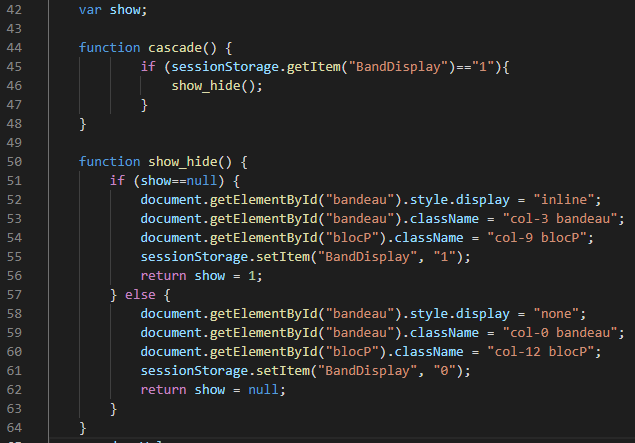 42 var show;
43
44 function cascade() {
45 if (sessionStorage.getItem("BandDisplay")=="1"){
46 show_hide();
47 }
48 }
49
50 function show_hide() {
51 if (show==null) {
52 document.getElementById("bandeau").style.display = "inline";
53 document.getElementById("bandeau").className = "col-3 bandeau";
54 document.getElementById("blocP").className = "col-9 blocP";
55 sessionStorage.setItem("BandDisplay", "1");
56 return show = 1;
57 } else {
58 document.getElementById("bandeau").style.display = "none";
59 document.getElementById("bandeau").className = "col-0 bandeau";
60 document.getElementById("blocP").className = "col-12 blocP";
61 sessionStorage.setItem("BandDisplay", "0");
62 return show = null;
63 }
64 }